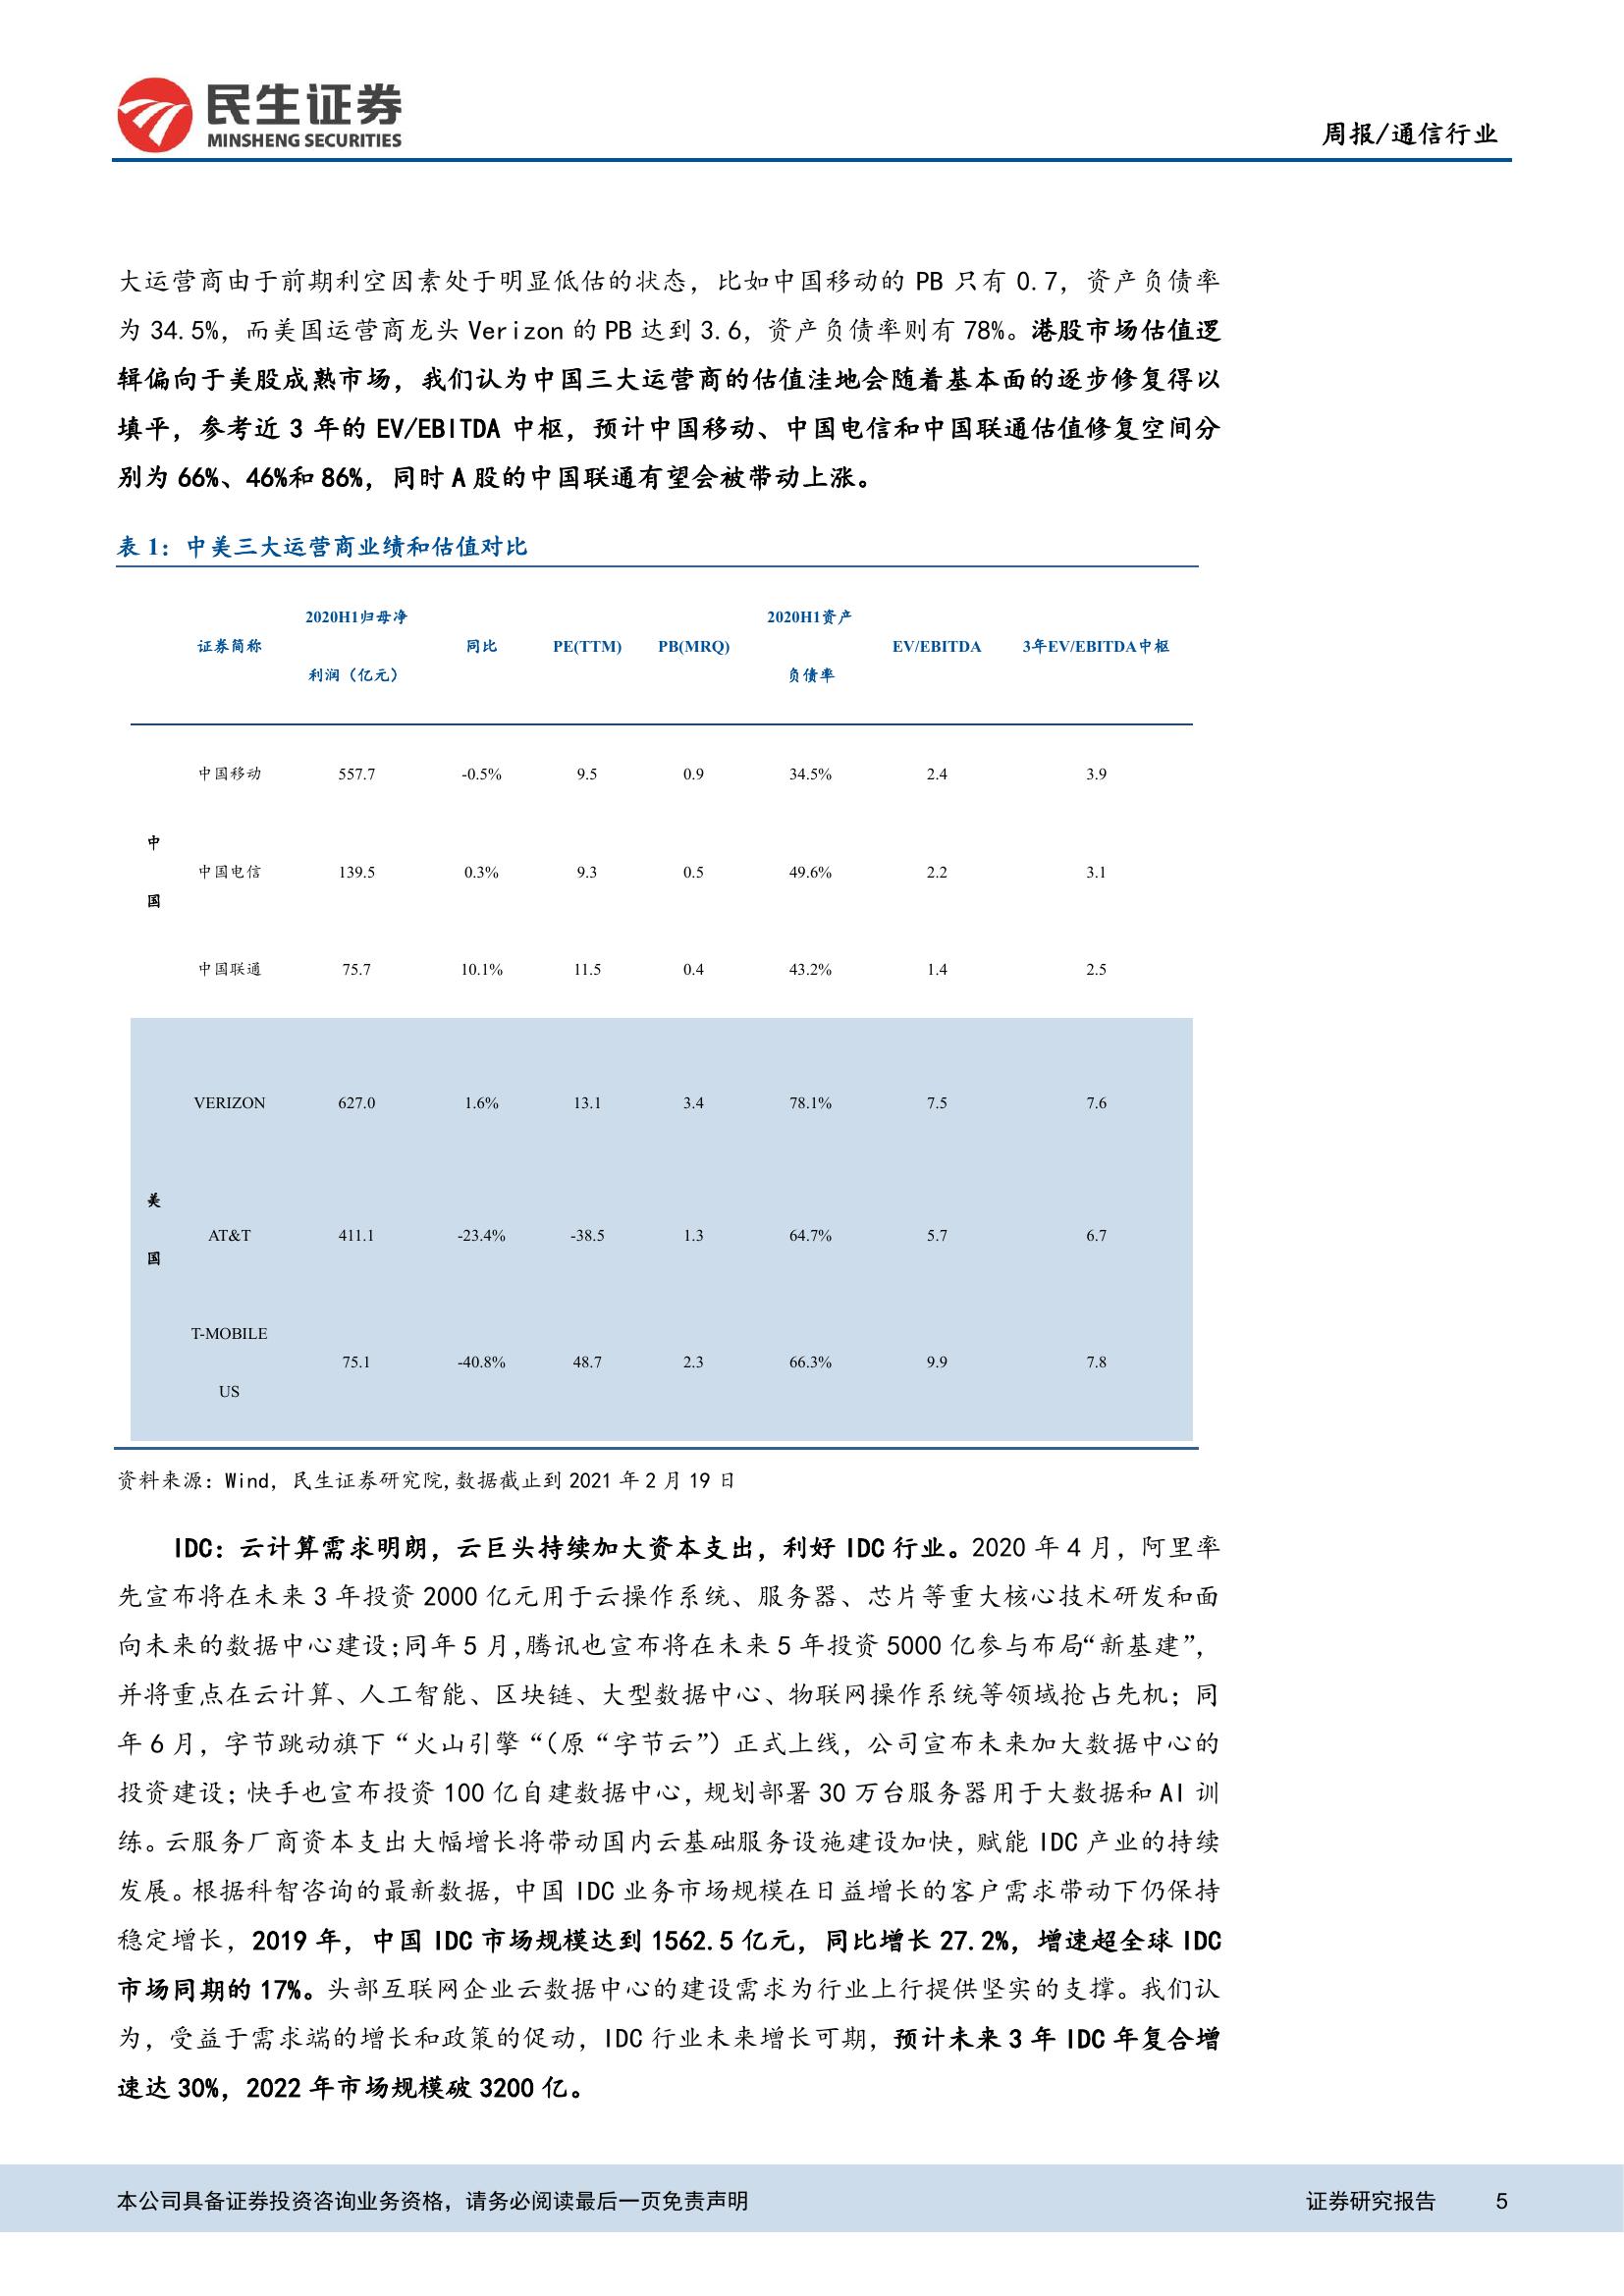 民生证券
MINSHENG SECURITIES
周报/通信行业
大运营商由于前期利空因素处于明显低估的状态，比如中国移动的 PB 只有 0.7，资产负债率
为 34.5%，而美国运营商龙头 Verizon 的 PB 达到 3.6，资产负债率则有 78%。港股市场估值逻
辑偏向于美股成熟市场，我们认为中国三大运营商的估值洼地会随着基本面的逐步修复得以
填平，参考近 3 年的 EV/EBITDA 中枢，预计中国移动、中国电信和中国联通估值修复空间分
别为 66%、46%和 86%，同时 A 股的中国联通有望会被带动上涨。
表 1：中美三大运营商业绩和估值对比
证券简称 2020H1归母净利润（亿元） 同比 PE(TTM) PB(MRQ) 2020H1资产负债率 EV/EBITDA 3年EV/EBITDA中枢
中国
中国移动 557.7 -0.5% 9.5 0.9 34.5% 2.4 3.9
中国电信 139.5 0.3% 9.3 0.5 49.6% 2.2 3.1
中国联通 75.7 10.1% 11.5 0.4 43.2% 1.4 2.5
美国
VERIZON 627.0 1.6% 13.1 3.4 78.1% 7.5 7.6
AT&T 411.1 -23.4% -38.5 1.3 64.7% 5.7 6.7
T-MOBILE US 75.1 -40.8% 48.7 2.3 66.3% 9.9 7.8
资料来源：Wind，民生证券研究院,数据截止到 2021 年 2 月 19 日
IDC：云计算需求明朗，云巨头持续加大资本支出，利好 IDC 行业。2020 年 4 月，阿里率
先宣布将在未来 3 年投资 2000 亿元用于云操作系统、服务器、芯片等重大核心技术研发和面
向未来的数据中心建设;同年 5 月,腾讯也宣布将在未来 5 年投资 5000 亿参与布局“新基建”，
并将重点在云计算、人工智能、区块链、大型数据中心、物联网操作系统等领域抢占先机；同
年 6 月，字节跳动旗下“火山引擎“（原“字节云”）正式上线，公司宣布未来加大数据中心的
投资建设；快手也宣布投资 100 亿自建数据中心，规划部署 30 万台服务器用于大数据和 AI 训
练。云服务厂商资本支出大幅增长将带动国内云基础服务设施建设加快，赋能 IDC 产业的持续
发展。根据科智咨询的最新数据，中国 IDC 业务市场规模在日益增长的客户需求带动下仍保持
稳定增长，2019 年，中国 IDC 市场规模达到 1562.5 亿元，同比增长 27.2%，增速超全球 IDC
市场同期的 17%。头部互联网企业云数据中心的建设需求为行业上行提供坚实的支撑。我们认
为，受益于需求端的增长和政策的促动，IDC 行业未来增长可期，预计未来 3 年 IDC 年复合增
速达 30%，2022 年市场规模破 3200 亿。
本公司具备证券投资咨询业务资格，请务必阅读最后一页免责声明 证券研究报告 5